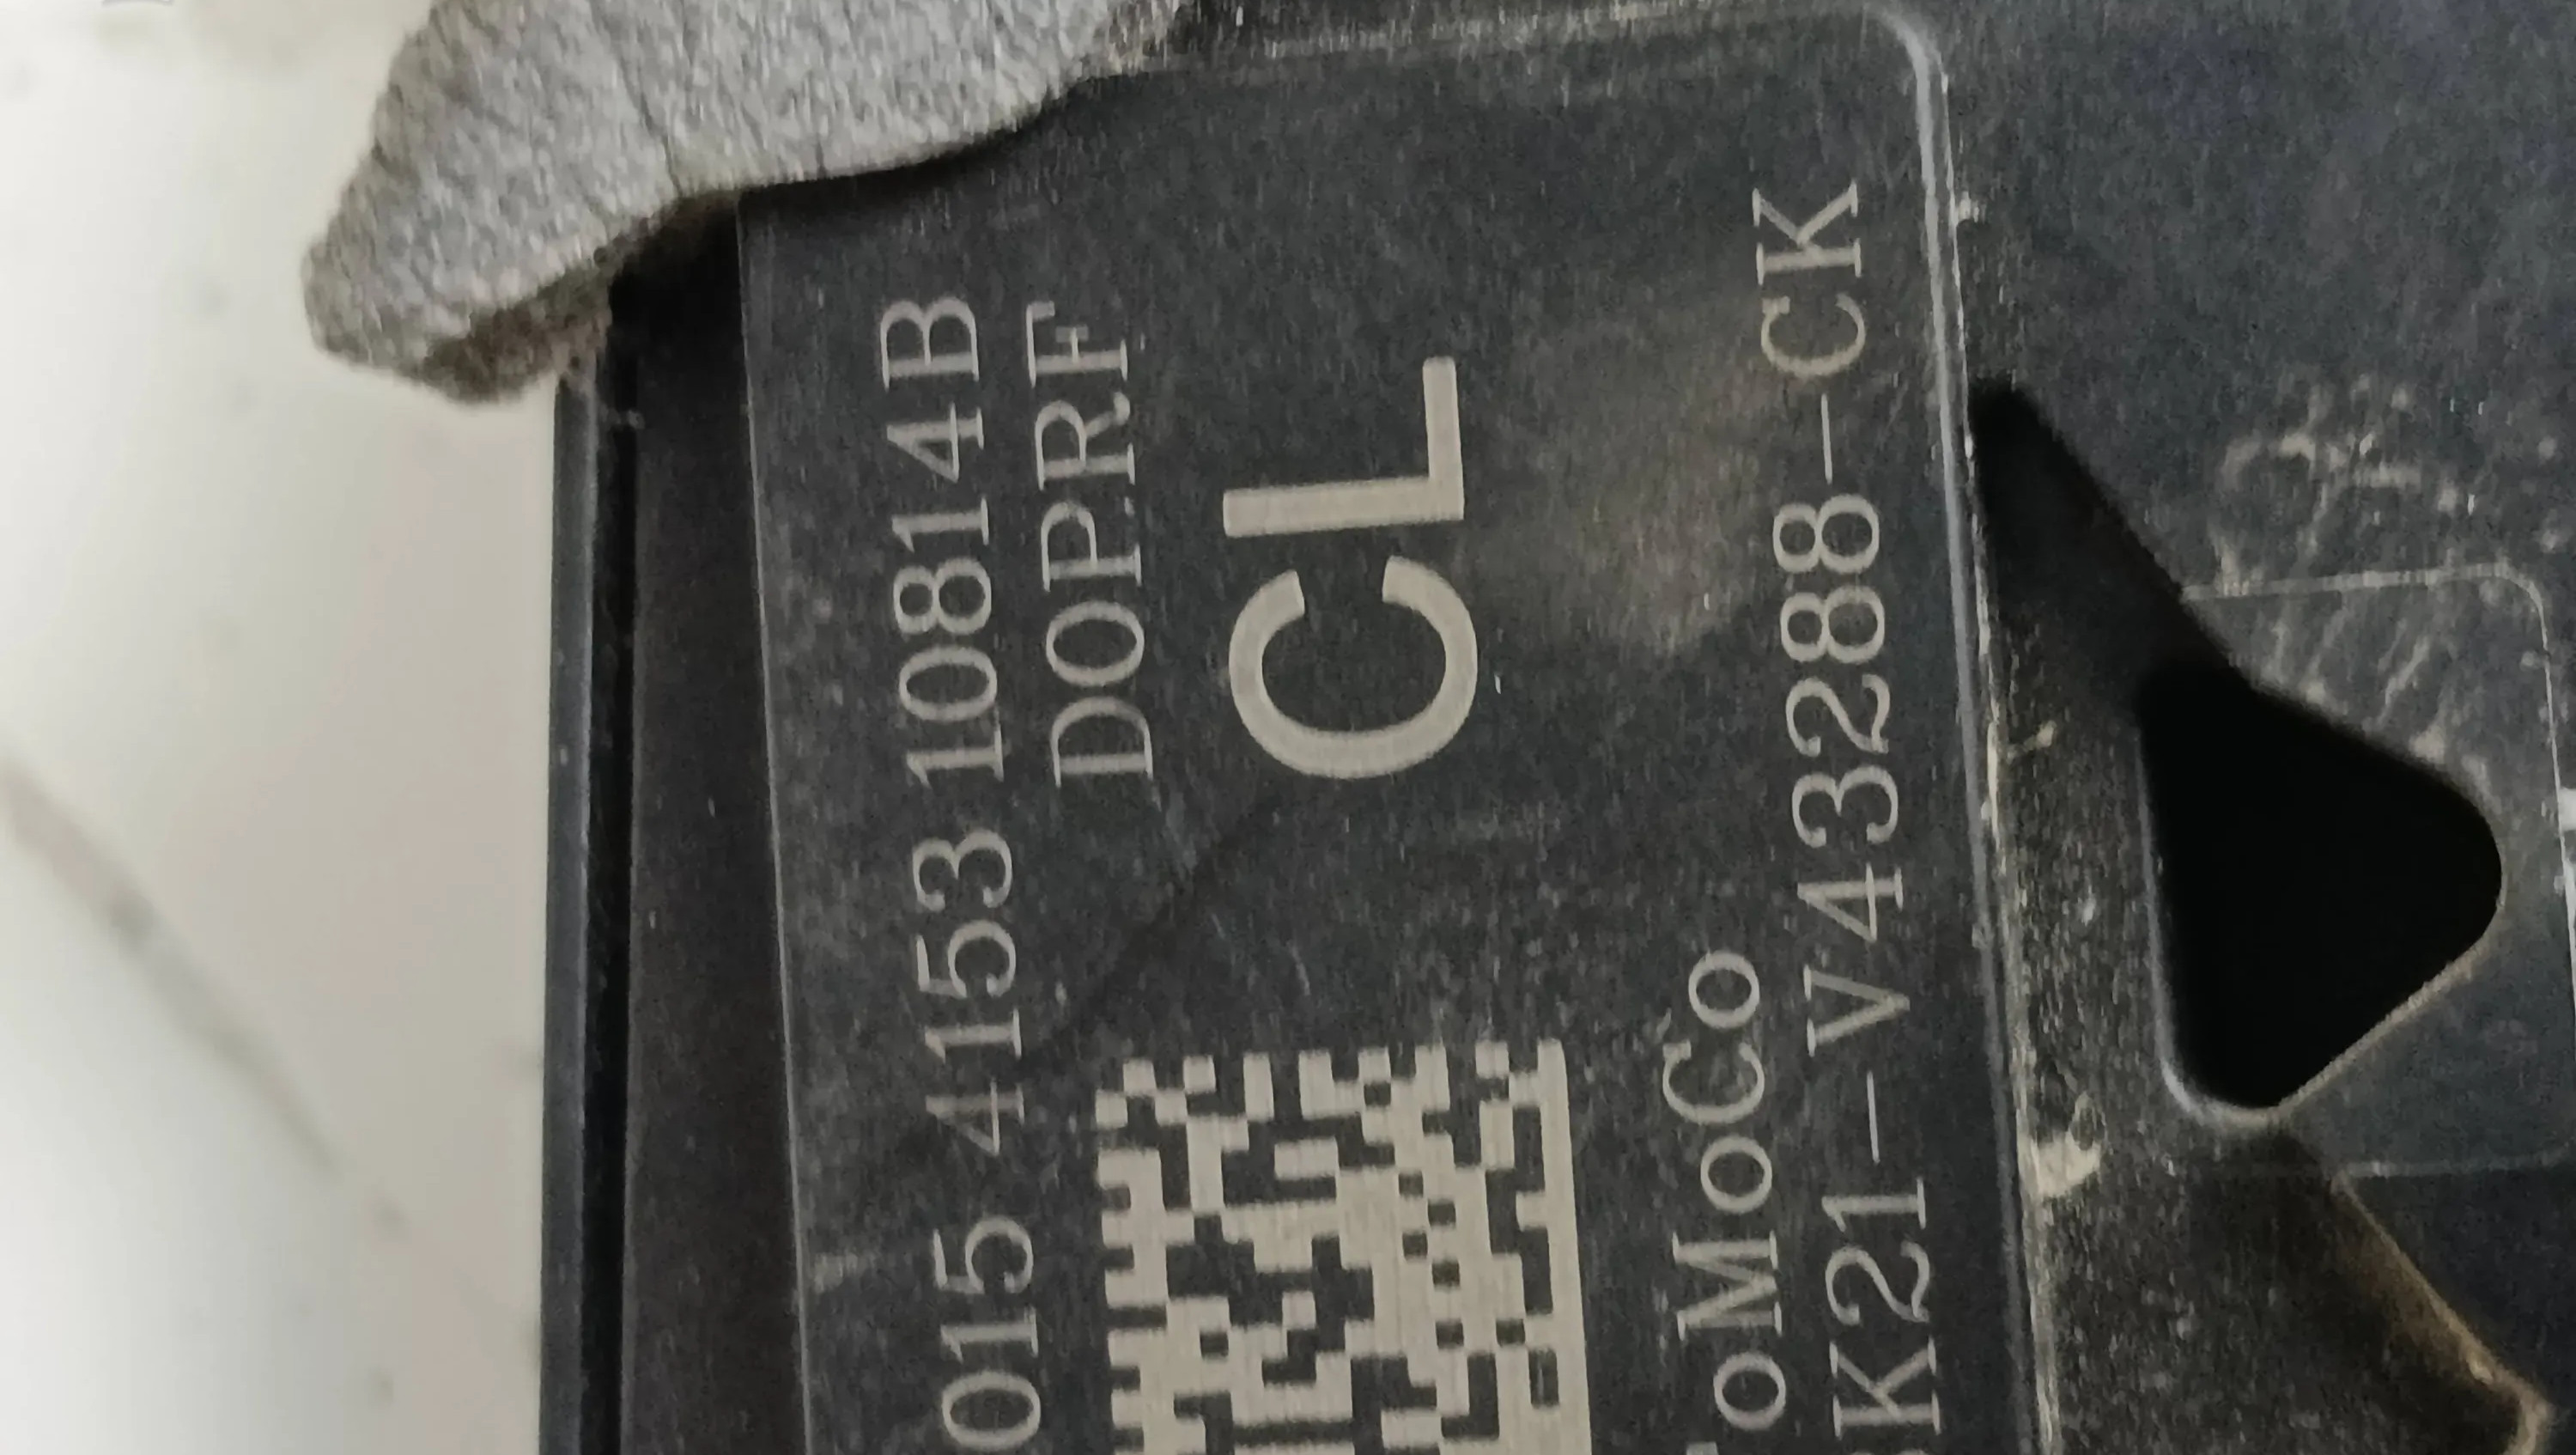 015 4153 10814B
DOPRF
CL
oMoCo
K21-V43288-CK